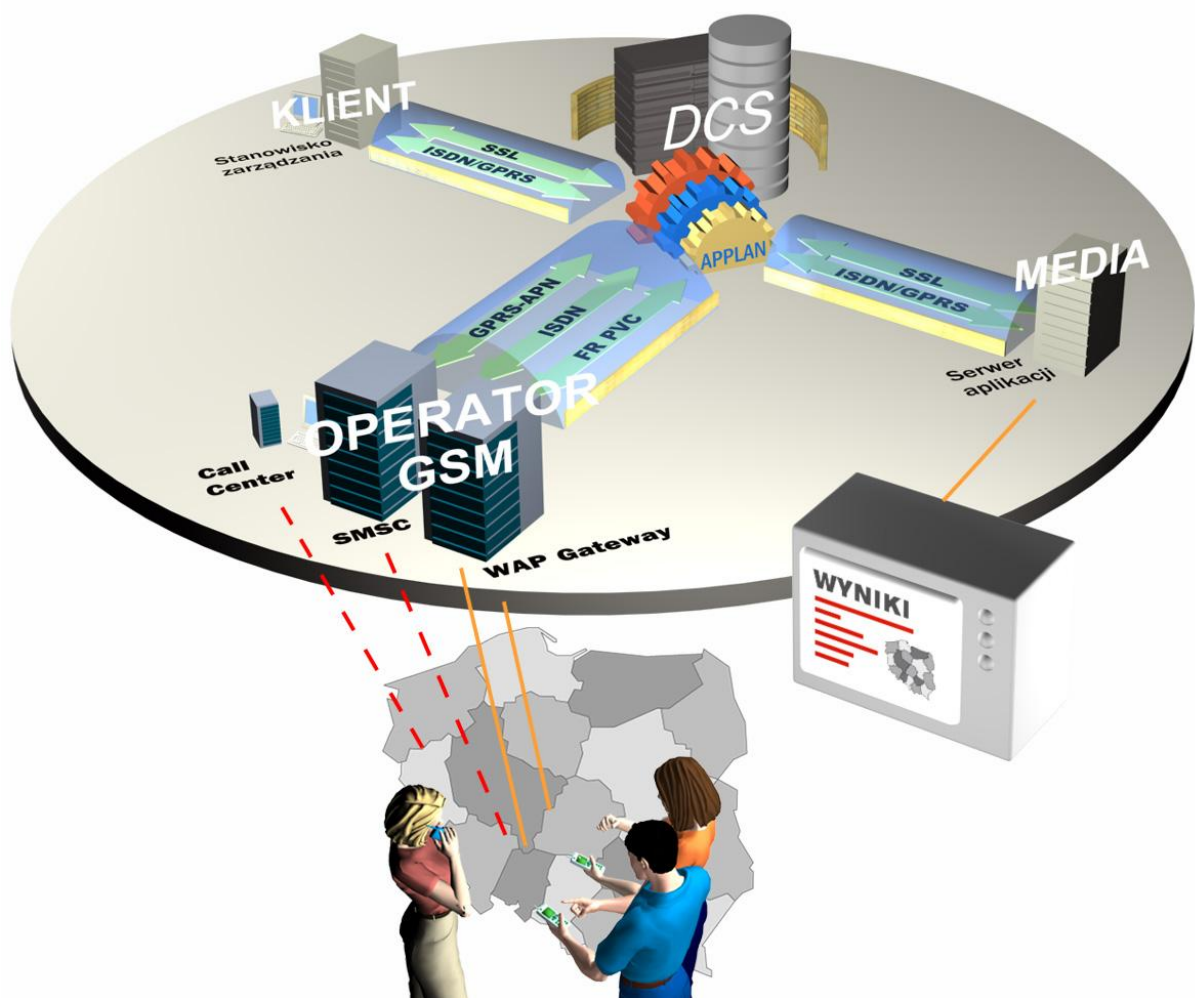 KLIENT
Stanowisko
zarządzania
SSL
ISDN/GPRS
DCS
APPLAN
SSL
ISDN/GPRS
MEDIA
Serwer
aplikacji
GPRS-APN
ISDN
FR PVC
OPERATOR
GSM
Call
Center
SMSC
WAP Gateway
WYNIKI